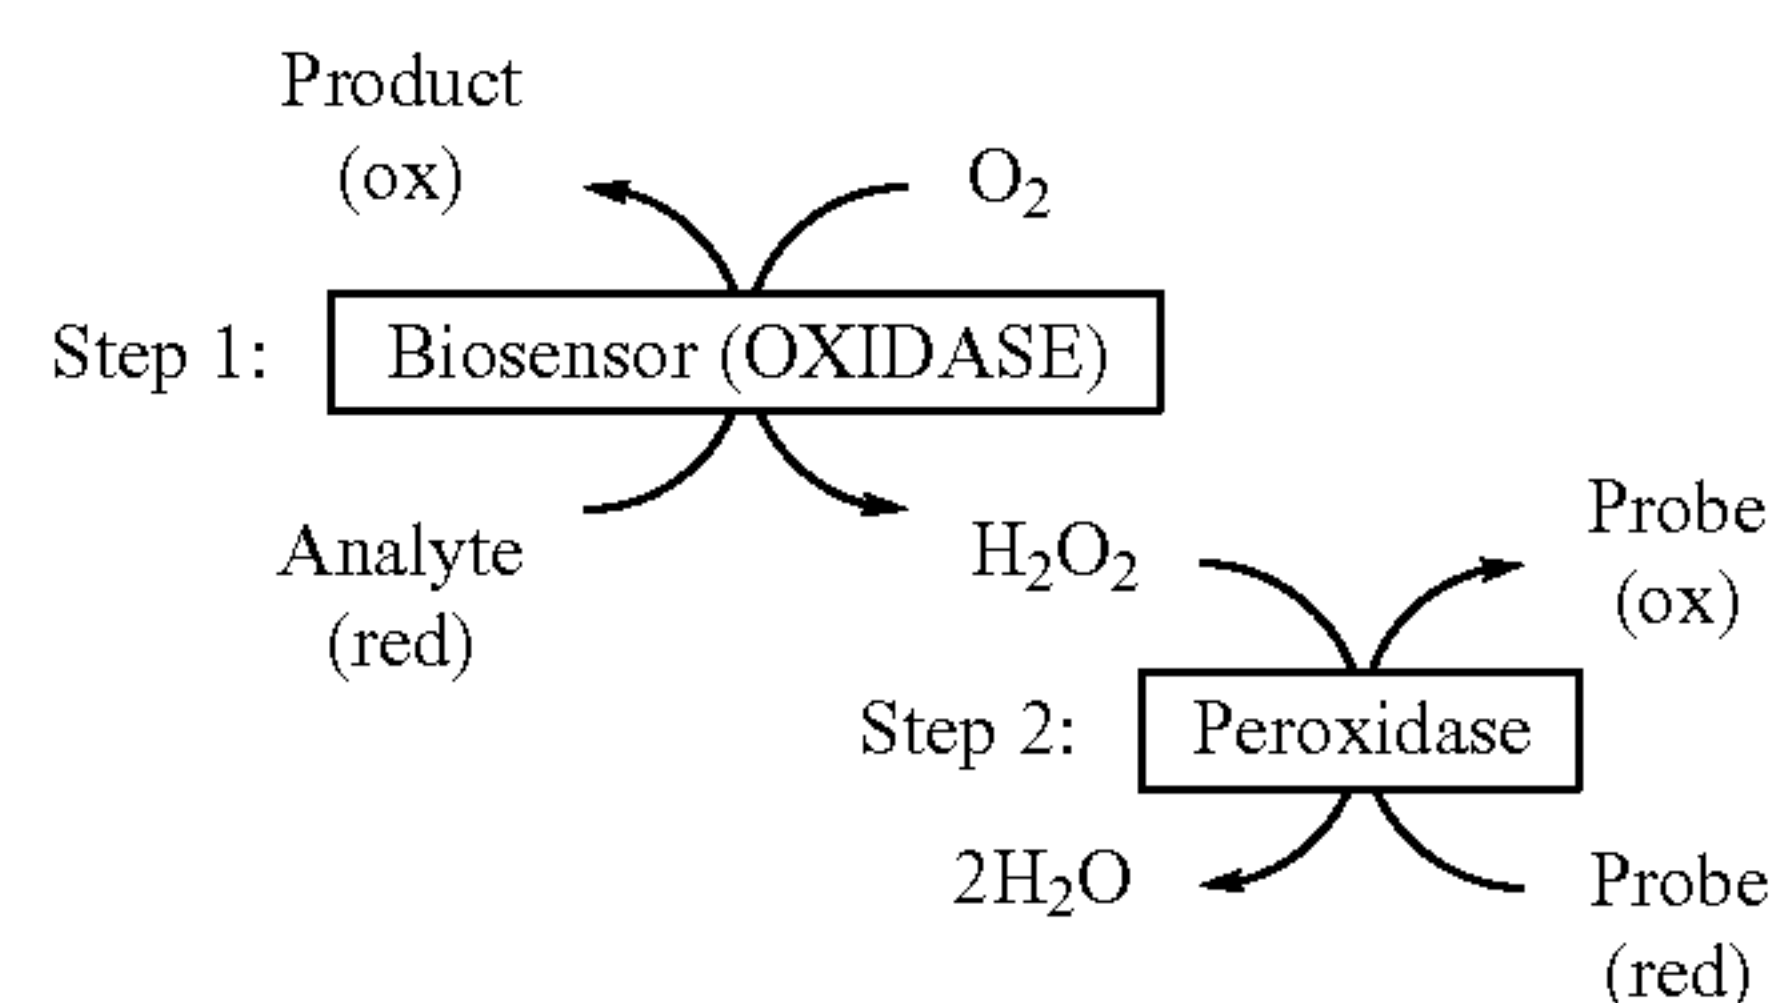 Product
(ox)
O₂
Step 1:
Biosensor (OXIDASE)
Analyte
(red)
H₂O₂
Probe
(ox)
Step 2:
Peroxidase
2H₂O
Probe
(red)